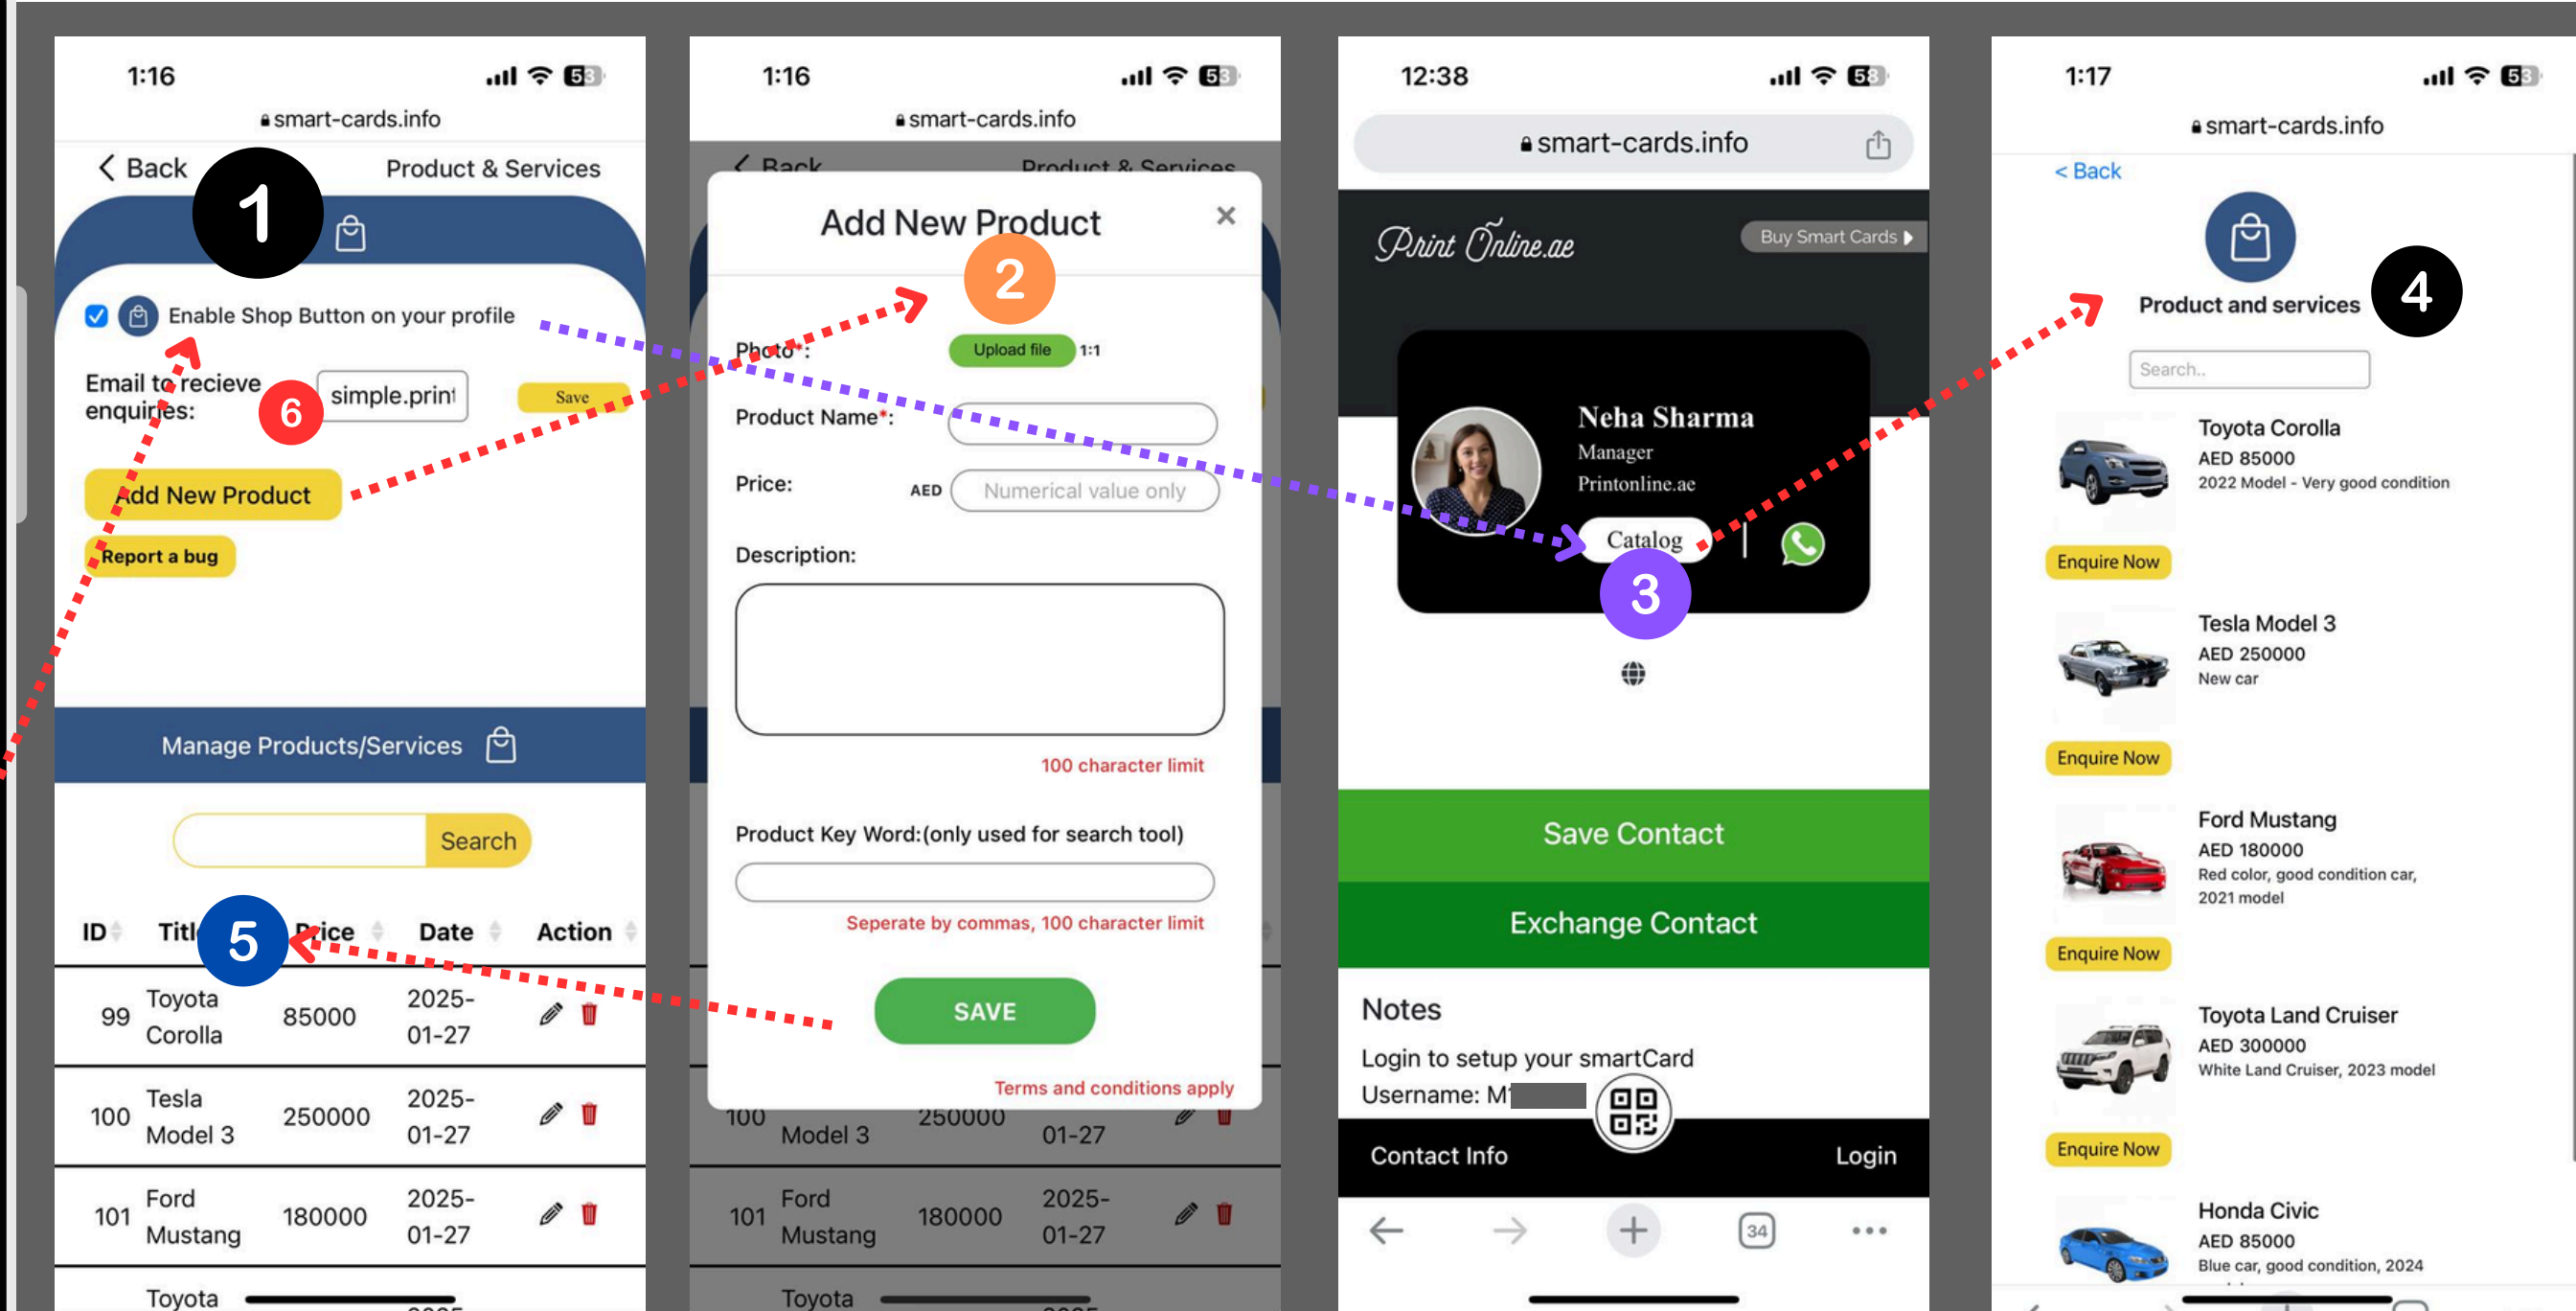 1:16
53
smart-cards.info
Back
Product & Services
1
Enable Shop Button on your profile
Email to recieve
enquiries:
6
simple.print
Save
Add New Product
Report a bug
Manage Products/Services
Search
ID
5
Price
Date
Action
99
Toyota
Corolla
85000
2025-
01-27
100
Tesla
Model 3
250000
2025-
01-27
101
Ford
Mustang
180000
2025-
01-27
Toyota
1:16
53
smart-cards.info
Back
Product & Services
Add New Product
×
2
Photo*:
Upload file
1:1
Product Name*:
Price:
AED
Numerical value only
Description:
100 character limit
Product Key Word:(only used for search tool)
Seperate by commas, 100 character limit
SAVE
Terms and conditions apply
100
Model 3
250000
01-27
101
Ford
Mustang
180000
2025-
01-27
Toyota
12:38
58
smart-cards.info
Print Online.ae
Buy Smart Cards
Neha Sharma
Manager
Printonline.ae
Catalog
3
Save Contact
Exchange Contact
Notes
Login to setup your smartCard
Username:
Contact Info
Login
34
1:17
53
smart-cards.info
< Back
Product and services
4
Search..
Toyota Corolla
AED 85000
2022 Model - Very good condition
Enquire Now
Tesla Model 3
AED 250000
New car
Enquire Now
Ford Mustang
AED 180000
Red color, good condition car,
2021 model
Enquire Now
Toyota Land Cruiser
AED 300000
White Land Cruiser, 2023 model
Enquire Now
Honda Civic
AED 85000
Blue car, good condition, 2024